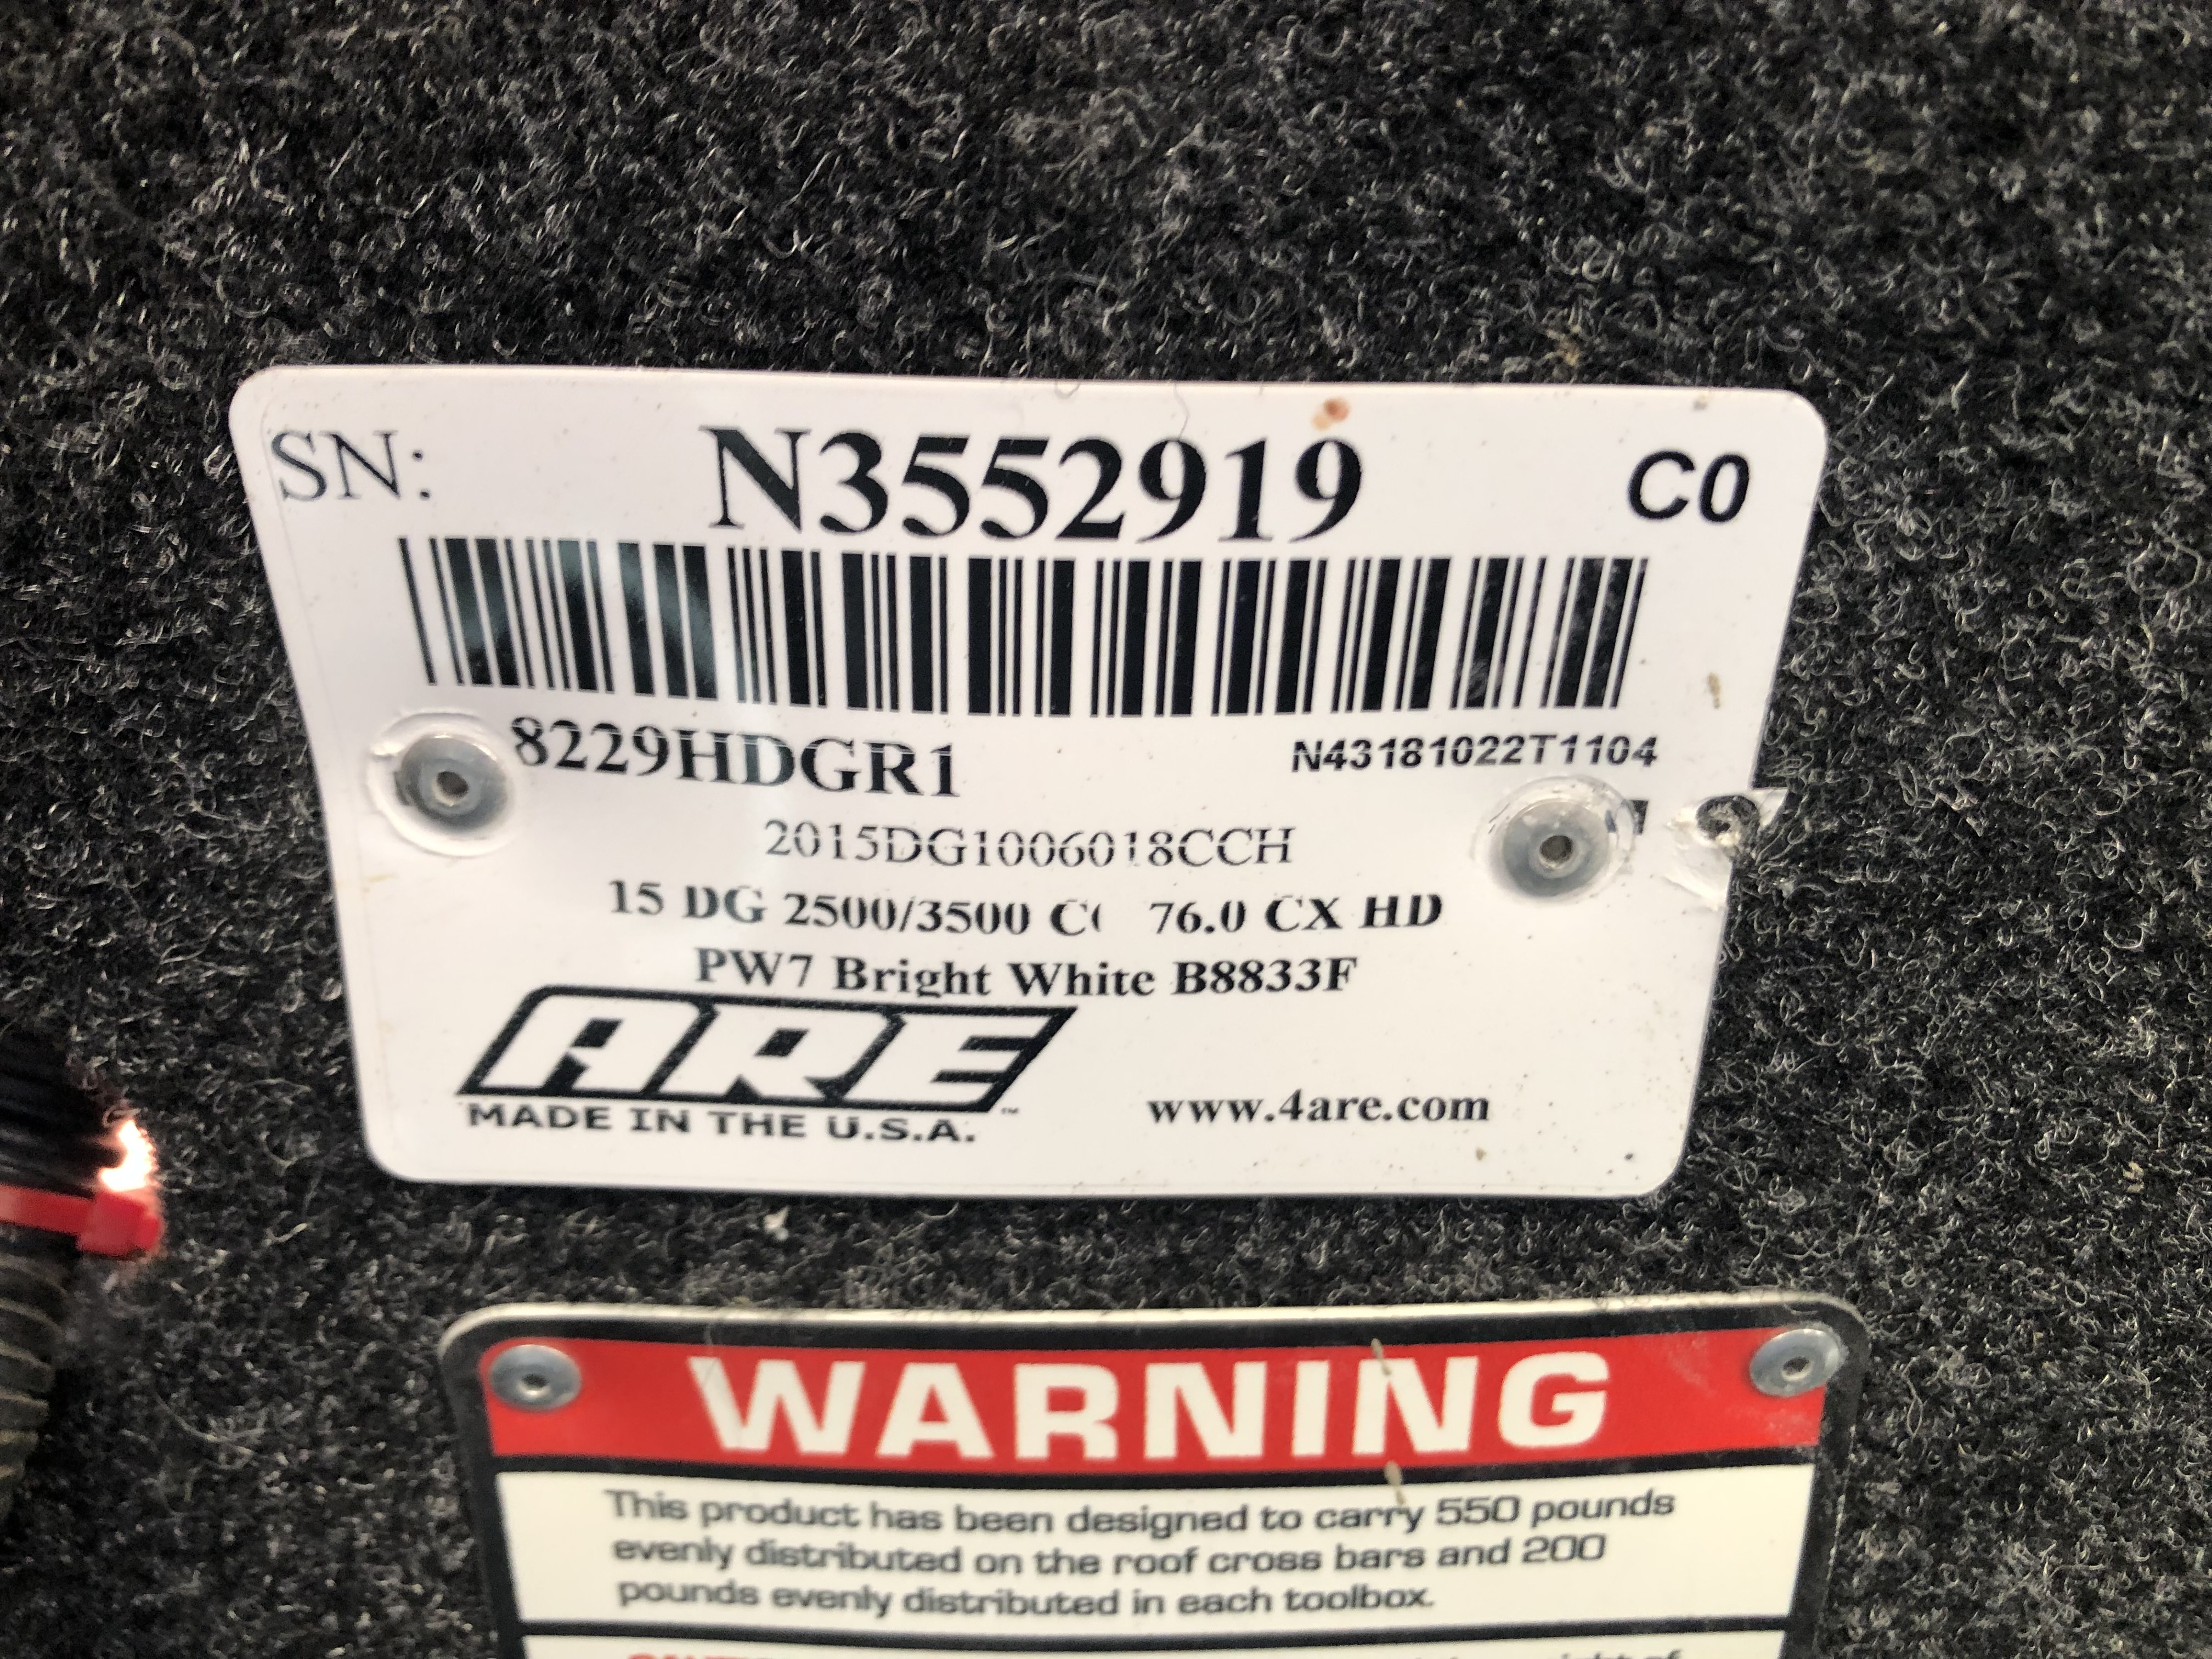 SN: N3552919 C0
8229HDGR1 N43181022T1104
2015DG1006018CCH
15 DG 2500/3500 76.0 CX HD
PW7 Bright White B8833F
ARE
MADE IN THE U.S.A.
™
www.4are.com
WARNING
This product has been designed to carry 550 pounds
evenly distributed on the roof cross bars and 200
pounds evenly distributed in each toolbox.